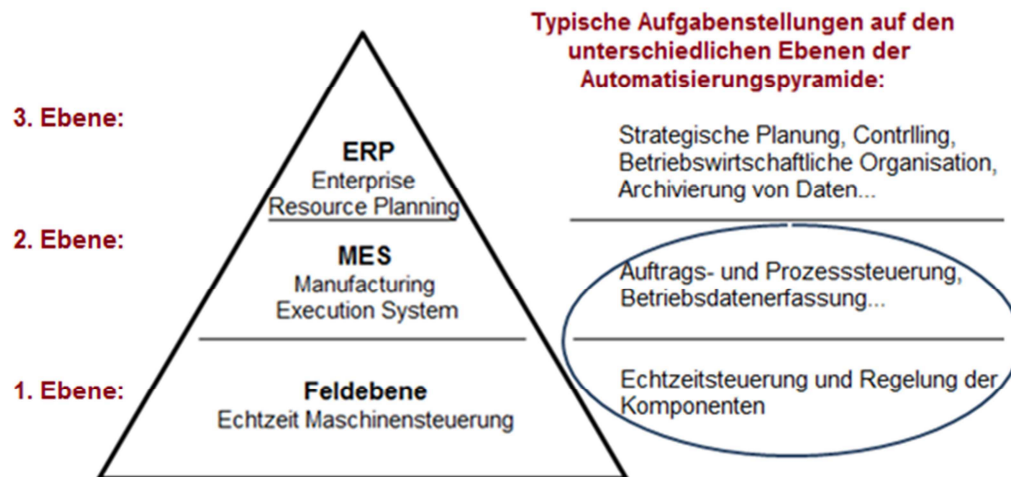 Typische Aufgabenstellungen auf den
unterschiedlichen Ebenen der
Automatisierungspyramide:
3. Ebene:
ERP
Enterprise
Resource Planning
Strategische Planung, Contrlling,
Betriebswirtschaftliche Organisation,
Archivierung von Daten...
2. Ebene:
MES
Manufacturing
Execution System
Auftrags- und Prozesssteuerung,
Betriebsdatenerfassung...
1. Ebene:
Feldebene
Echtzeit Maschinensteuerung
Echtzeitsteuerung und Regelung der
Komponenten